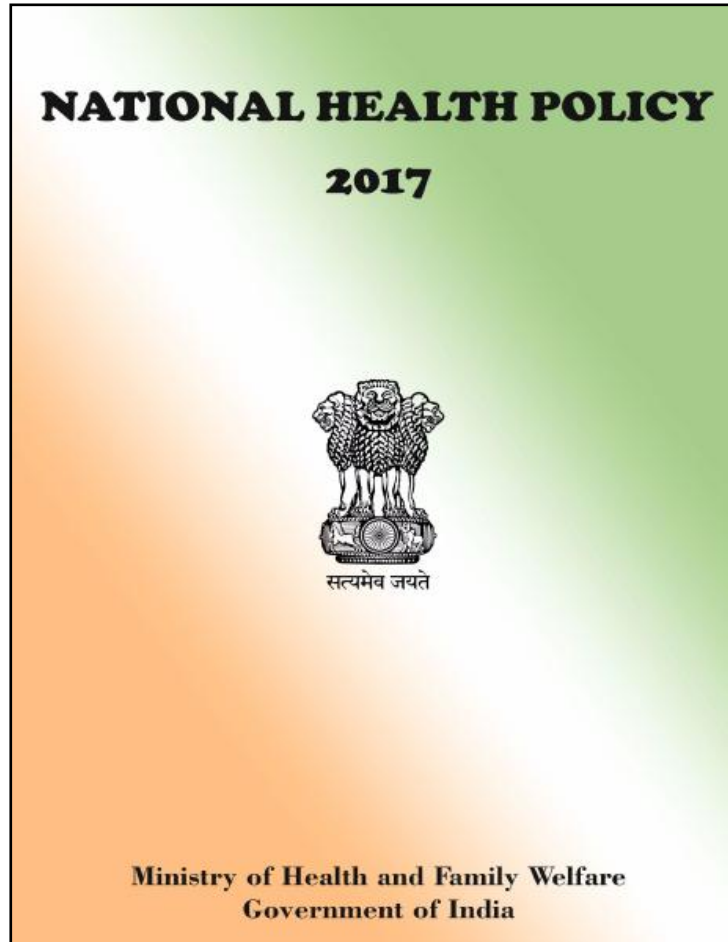 NATIONAL HEALTH POLICY
2017
सत्यमेव जयते
Ministry of Health and Family Welfare
Government of India